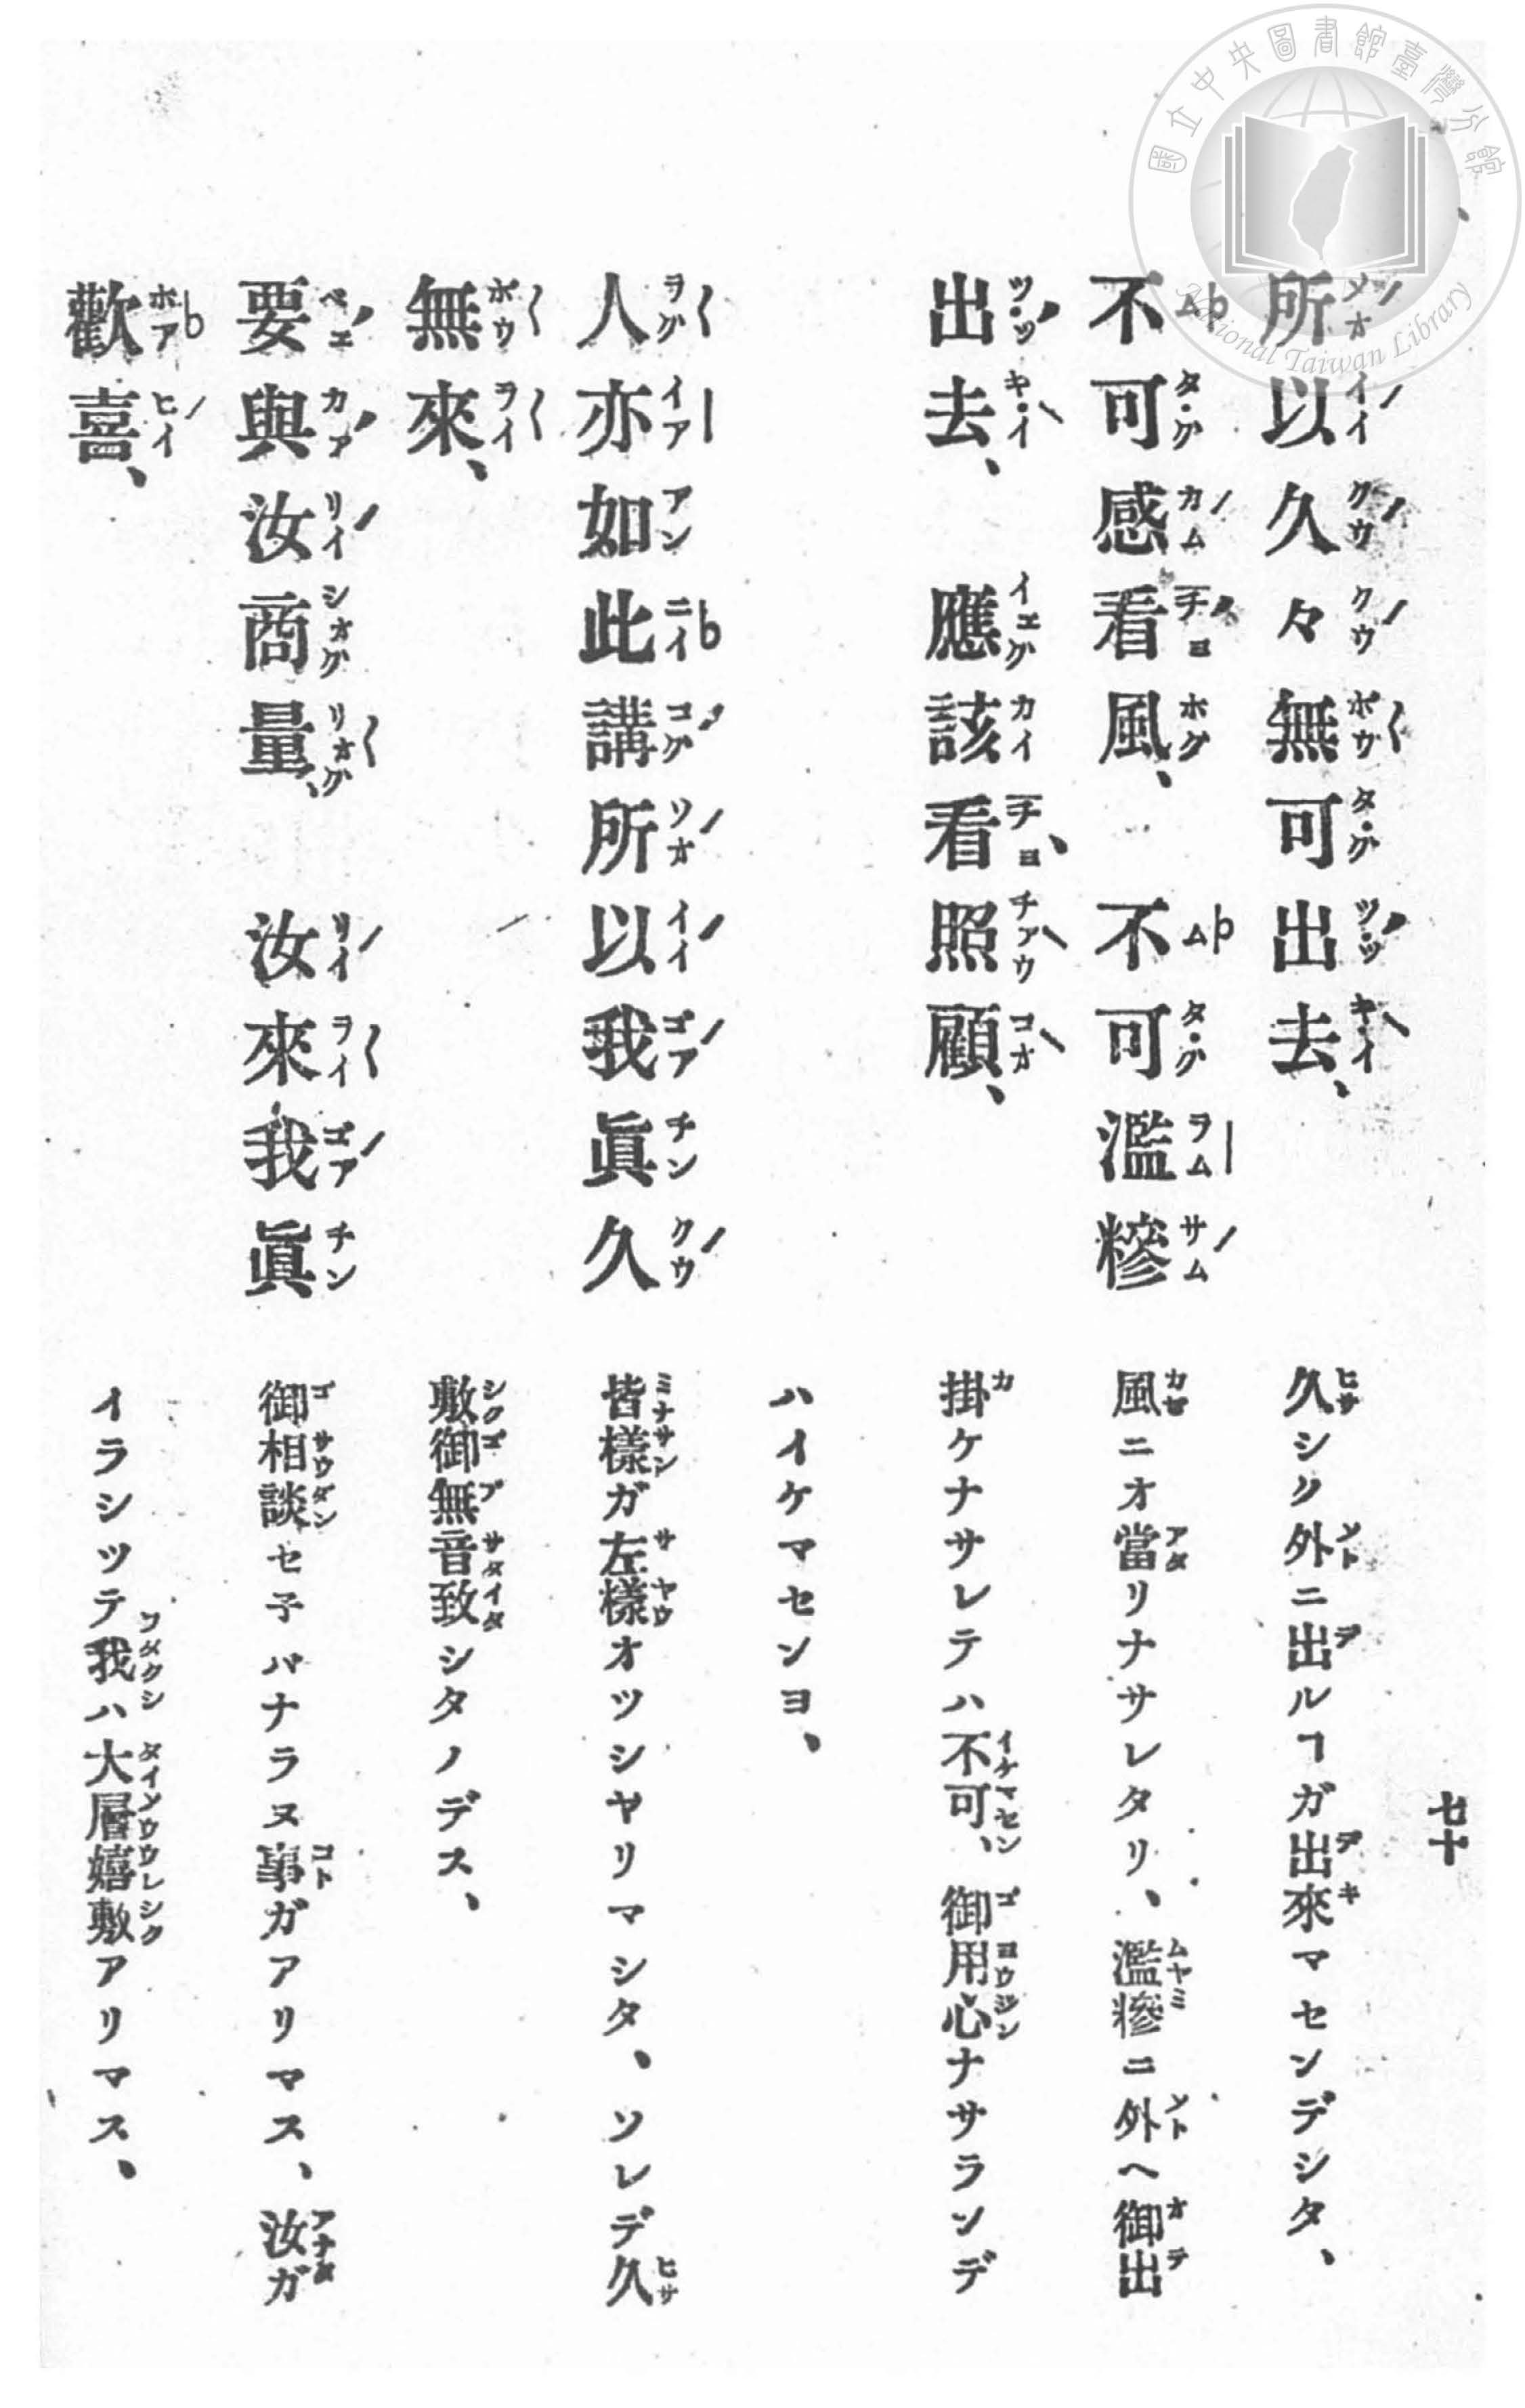 國立中央圖書館臺灣分館
National Taiwan Library
七十
所以久々無可出去、
不可感看風、不可濫糝
出去、應該看照顧、
人亦如此講所以我眞久
無來、
要與汝商量、汝來我眞
歡喜、
久シク外ニ出ルヿガ出來マセンデシタ、
風ニオ當リナサレタリ、濫糝ニ外ヘ御出
掛ケナサレテハ不可、御用心ナサランデ
ハイケマセンヨ、
皆樣ガ左樣オツシヤリマシタ、ソレデ久
敷御無音致シタノデス、
御相談セ子バナラヌ事ガアリマス、汝ガ
イラシツテ我ハ大層嬉敷アリマス、